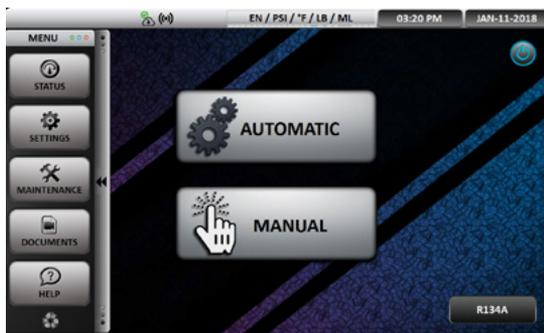 EN / PSI / °F / LB / ML
03:20 PM
JAN-11-2018
MENU
STATUS
SETTINGS
MAINTENANCE
DOCUMENTS
HELP
AUTOMATIC
MANUAL
R134A